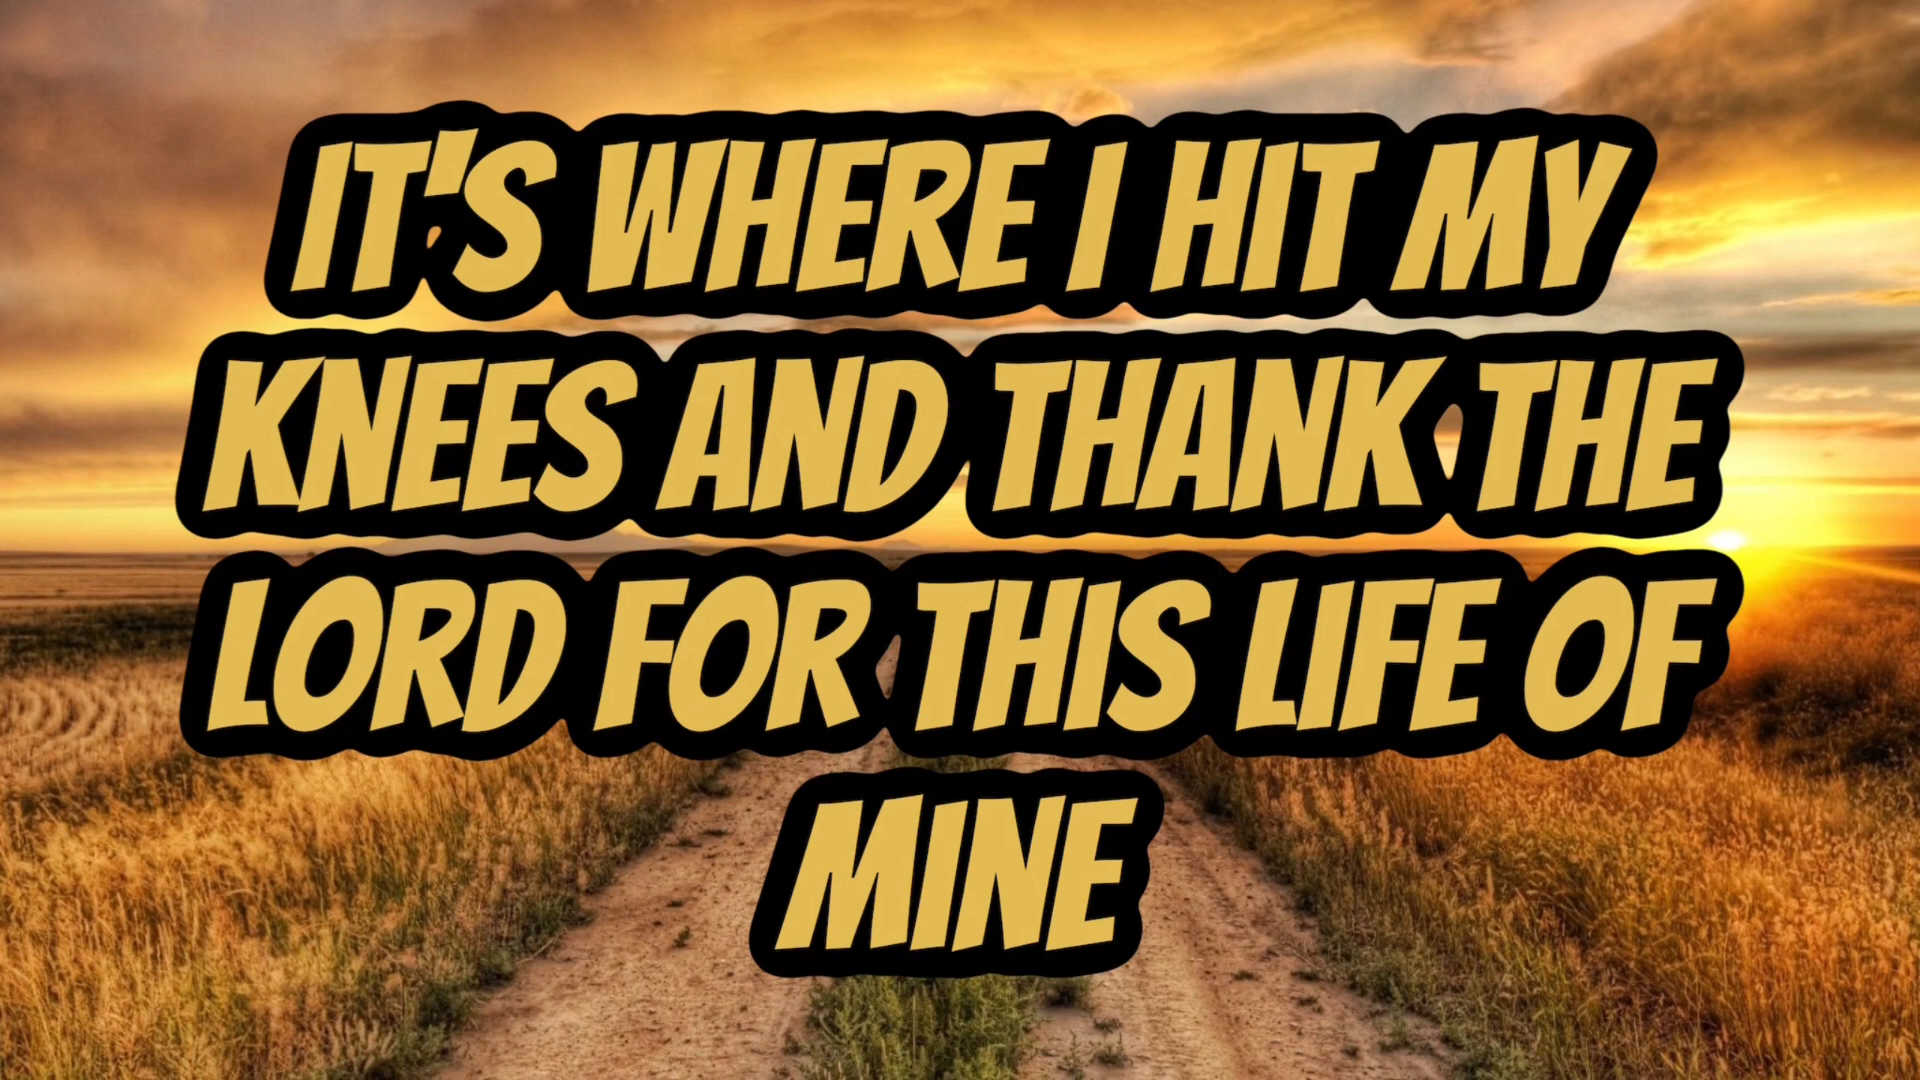 IT'S WHERE I HIT MY
KNEES AND THANK THE
LORD FOR THIS LIFE OF
MINE